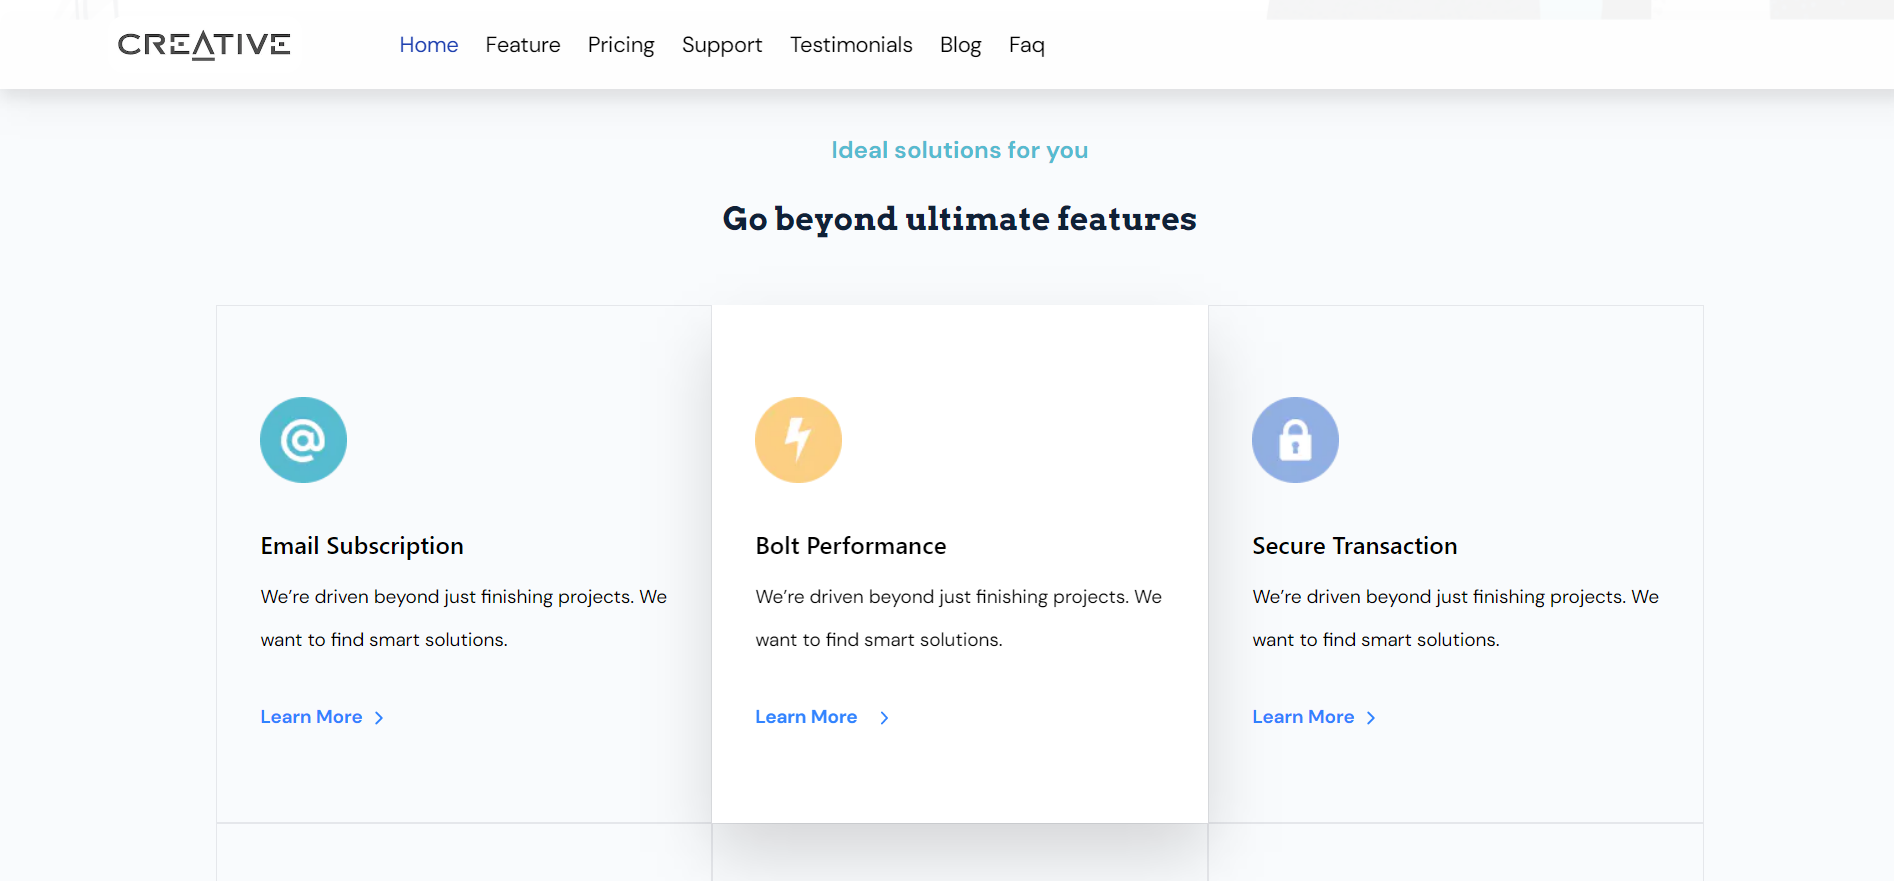 CREATIVE
Home Feature Pricing Support Testimonials Blog Faq
Ideal solutions for you
Go beyond ultimate features
Email Subscription
We’re driven beyond just finishing projects. We
want to find smart solutions.
Learn More
Bolt Performance
We’re driven beyond just finishing projects. We
want to find smart solutions.
Learn More
Secure Transaction
We’re driven beyond just finishing projects. We
want to find smart solutions.
Learn More